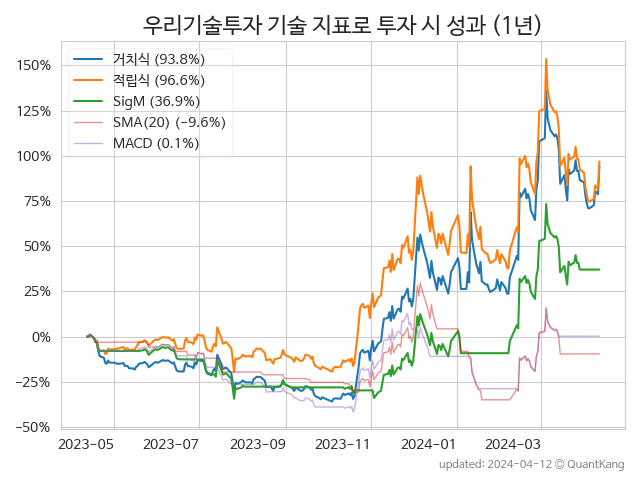 우리기술투자 기술 지표로 투자 시 성과 (1년)
거치식 (93.8%)
적립식 (96.6%)
SigM (36.9%)
SMA(20) (−9.6%)
MACD (0.1%)
150%
125%
100%
75%
50%
25%
0%
−25%
−50%
2023-05 2023-07 2023-09 2023-11 2024-01 2024-03
updated: 2024-04-12 © QuantKang